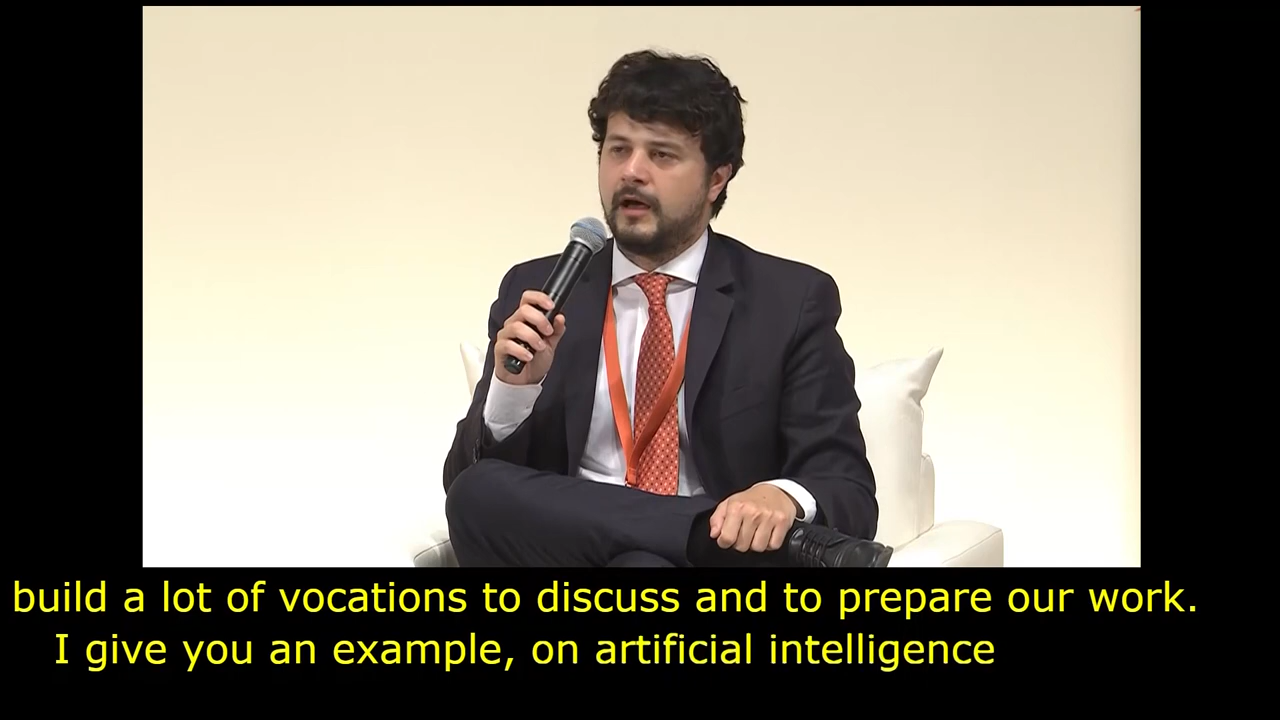 build a lot of vocations to discuss and to prepare our work.
I give you an example, on artificial intelligence